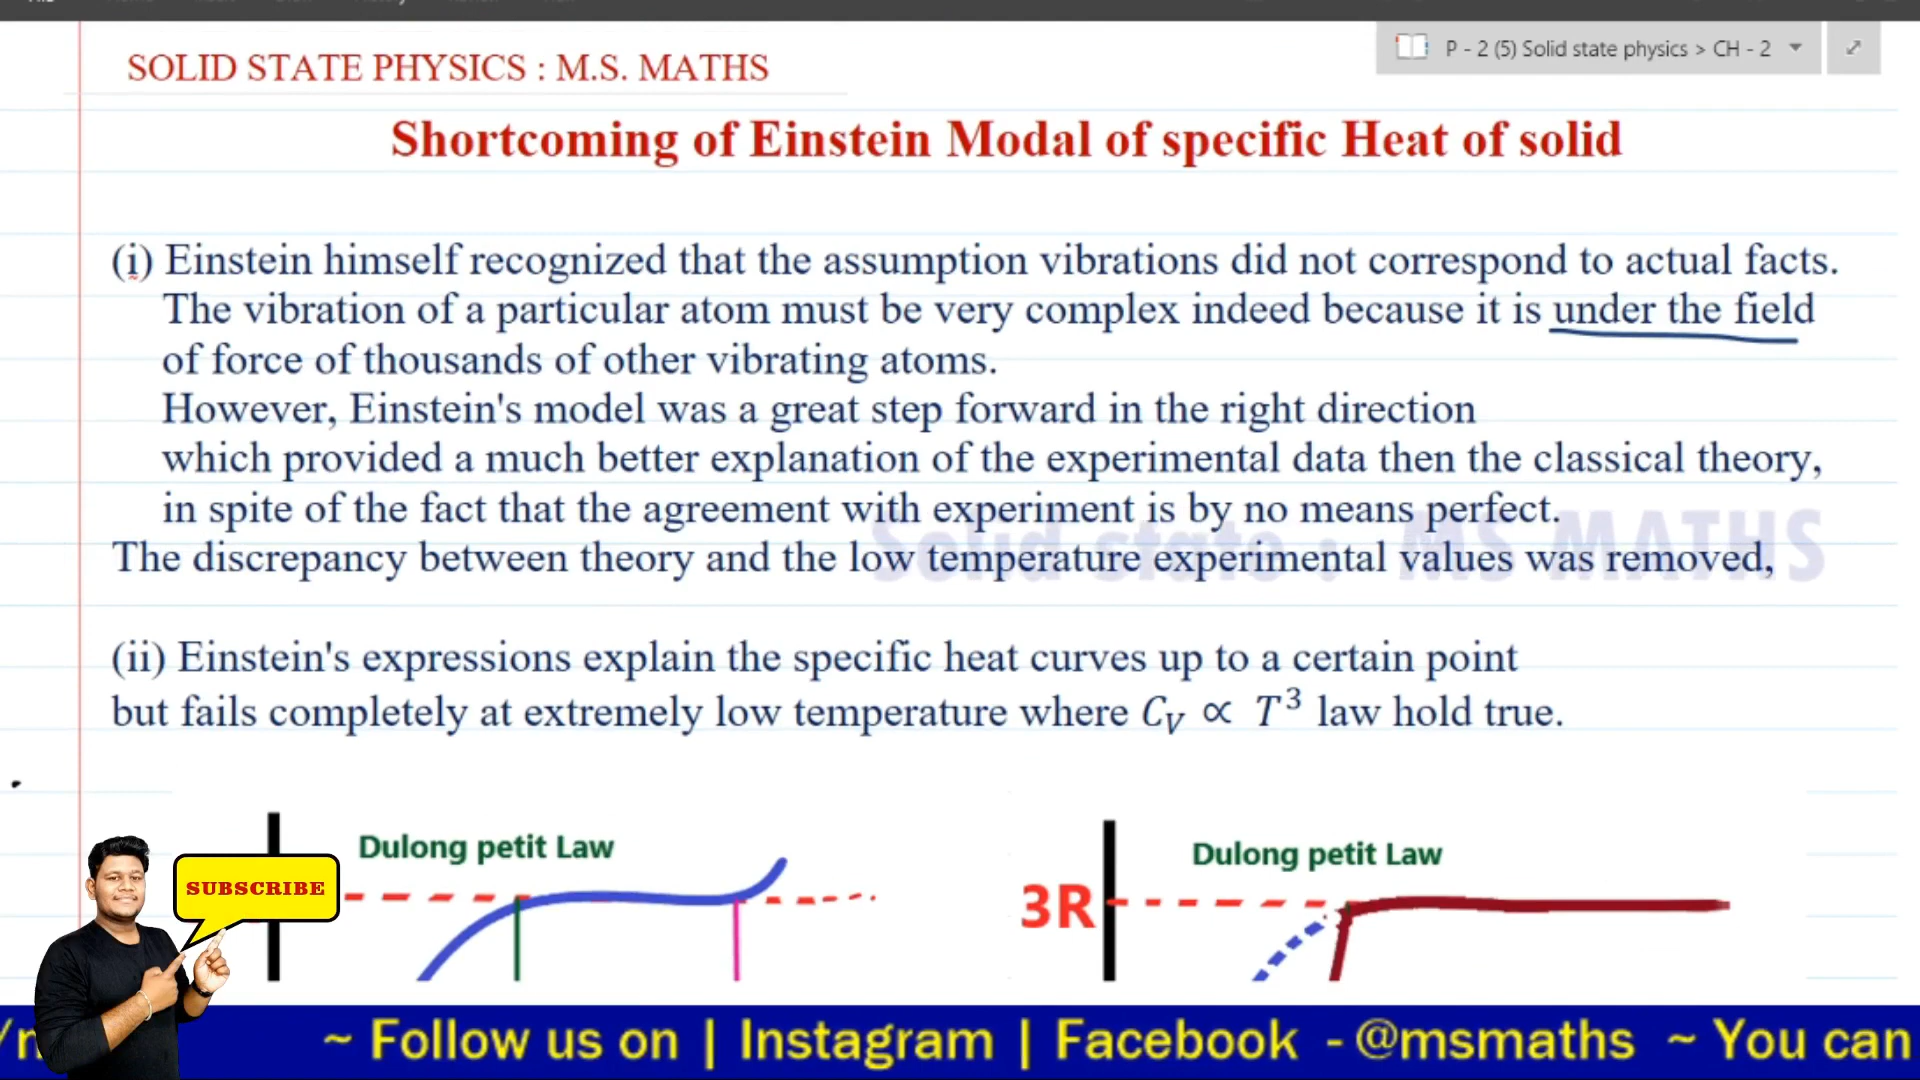 SOLID STATE PHYSICS : M.S. MATHS
P - 2 (5) Solid state physics > CH - 2
Shortcoming of Einstein Modal of specific Heat of solid
(i) Einstein himself recognized that the assumption vibrations did not correspond to actual facts.
The vibration of a particular atom must be very complex indeed because it is under the field
of force of thousands of other vibrating atoms.
However, Einstein's model was a great step forward in the right direction
which provided a much better explanation of the experimental data then the classical theory,
in spite of the fact that the agreement with experiment is by no means perfect.
Solid state : MS MATHS
The discrepancy between theory and the low temperature experimental values was removed,
(ii) Einstein's expressions explain the specific heat curves up to a certain point
but fails completely at extremely low temperature where C_V ∝ T³ law hold true.
Dulong petit Law
Dulong petit Law
SUBSCRIBE
3R
~ Follow us on | Instagram | Facebook - @msmaths ~ You can